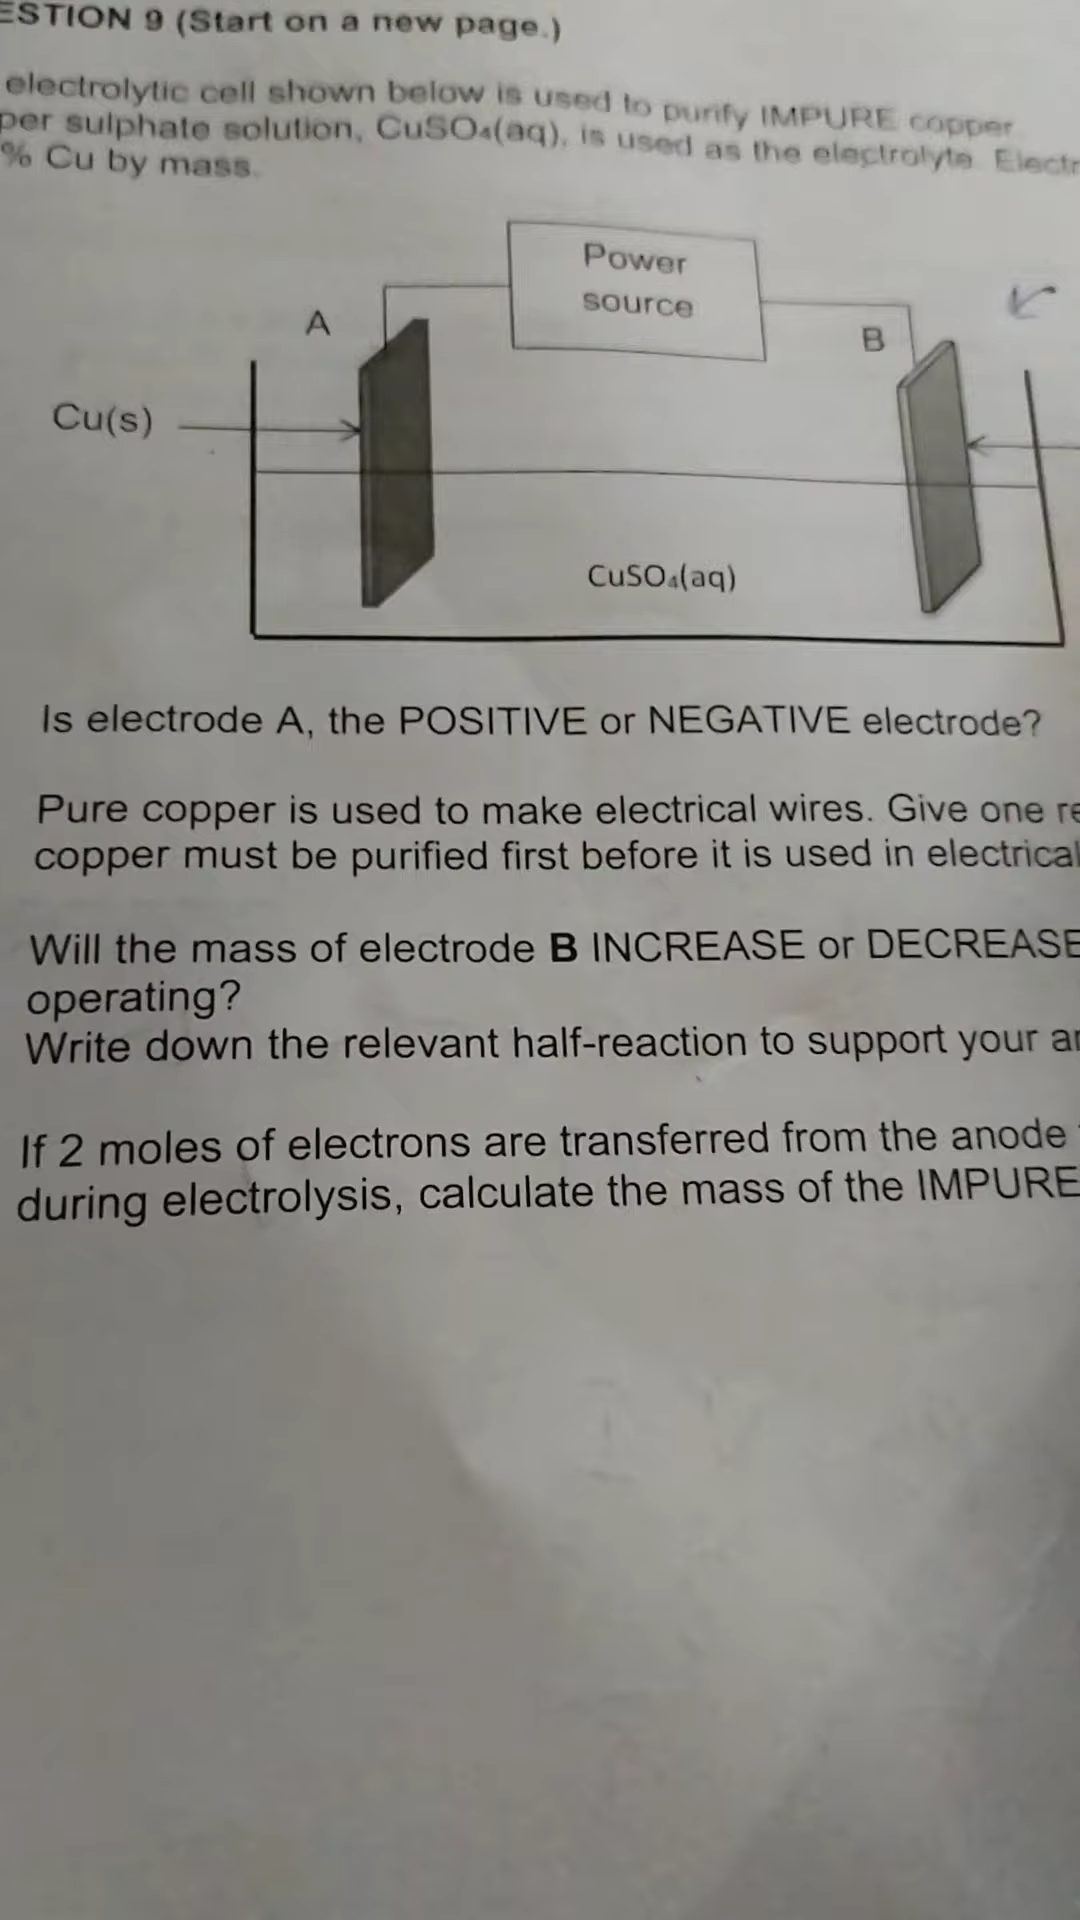 ESTION 9 (Start on a new page.)
electrolytic cell shown below is used to purify IMPURE copper
per sulphate solution, CuSO₄(aq), is used as the electrolyte. Electr
% Cu by mass.
Power
source
A
B
Cu(s)
CuSO₄(aq)
Is electrode A, the POSITIVE or NEGATIVE electrode?
Pure copper is used to make electrical wires. Give one re
copper must be purified first before it is used in electrical
Will the mass of electrode B INCREASE or DECREASE
operating?
Write down the relevant half-reaction to support your an
If 2 moles of electrons are transferred from the anode
during electrolysis, calculate the mass of the IMPURE